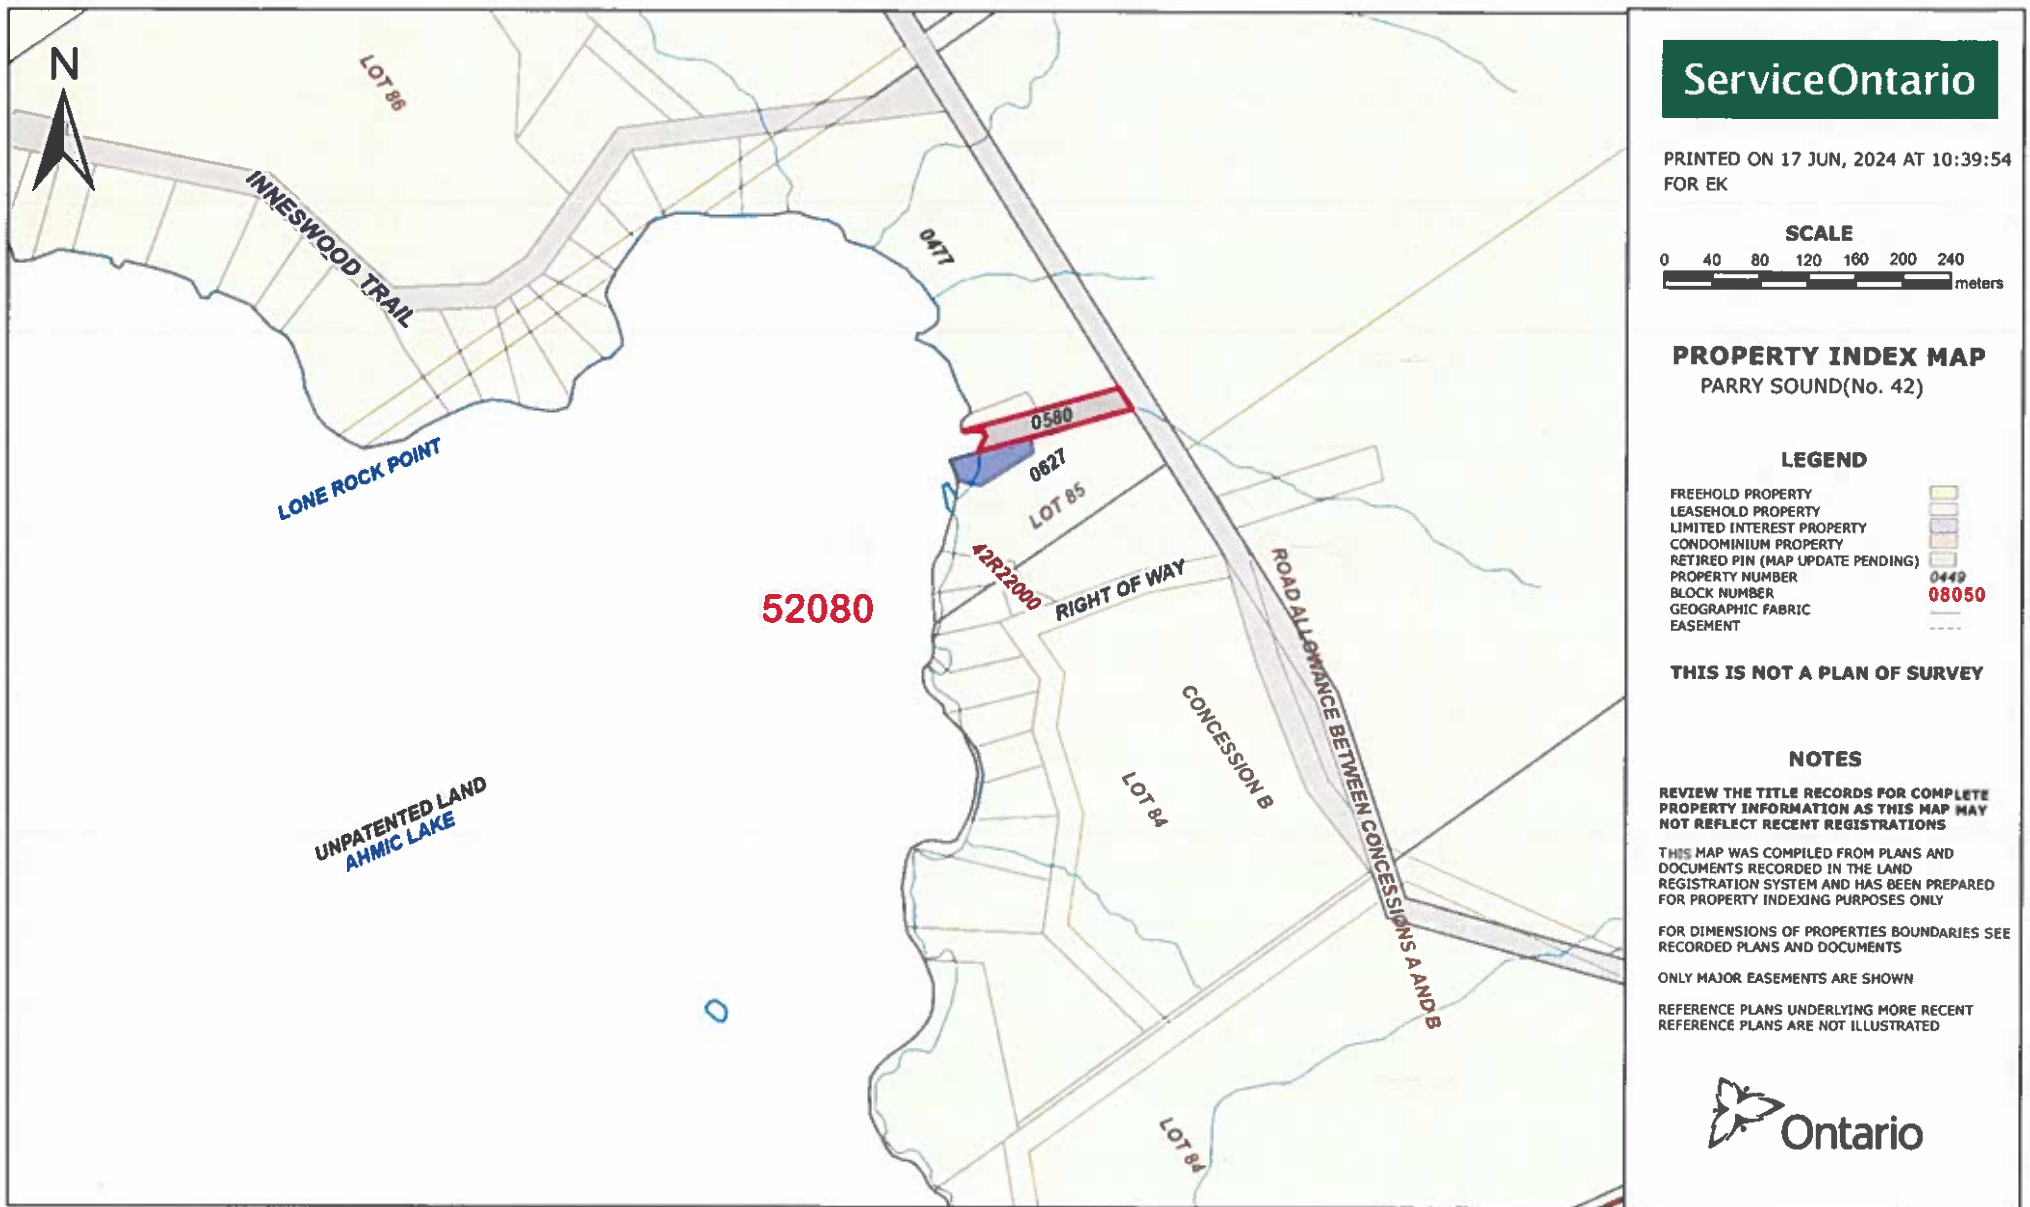 N
LOT 86
INNESWOOD TRAIL
0477
LONE ROCK POINT
0580
0627
LOT 85
42R22000
RIGHT OF WAY
52080
ROAD ALLOWANCE BETWEEN CONCESSIONS A AND B
CONCESSION B
LOT 84
UNPATENTED LAND
AHMIC LAKE
LOT 84
ServiceOntario
PRINTED ON 17 JUN, 2024 AT 10:39:54
FOR EK
SCALE
0 40 80 120 160 200 240
meters
PROPERTY INDEX MAP
PARRY SOUND(No. 42)
LEGEND
FREEHOLD PROPERTY
LEASEHOLD PROPERTY
LIMITED INTEREST PROPERTY
CONDOMINIUM PROPERTY
RETIRED PIN (MAP UPDATE PENDING)
PROPERTY NUMBER 0449
BLOCK NUMBER 08050
GEOGRAPHIC FABRIC
EASEMENT
THIS IS NOT A PLAN OF SURVEY
NOTES
REVIEW THE TITLE RECORDS FOR COMPLETE
PROPERTY INFORMATION AS THIS MAP MAY
NOT REFLECT RECENT REGISTRATIONS
THIS MAP WAS COMPILED FROM PLANS AND
DOCUMENTS RECORDED IN THE LAND
REGISTRATION SYSTEM AND HAS BEEN PREPARED
FOR PROPERTY INDEXING PURPOSES ONLY
FOR DIMENSIONS OF PROPERTIES BOUNDARIES SEE
RECORDED PLANS AND DOCUMENTS
ONLY MAJOR EASEMENTS ARE SHOWN
REFERENCE PLANS UNDERLYING MORE RECENT
REFERENCE PLANS ARE NOT ILLUSTRATED
Ontario